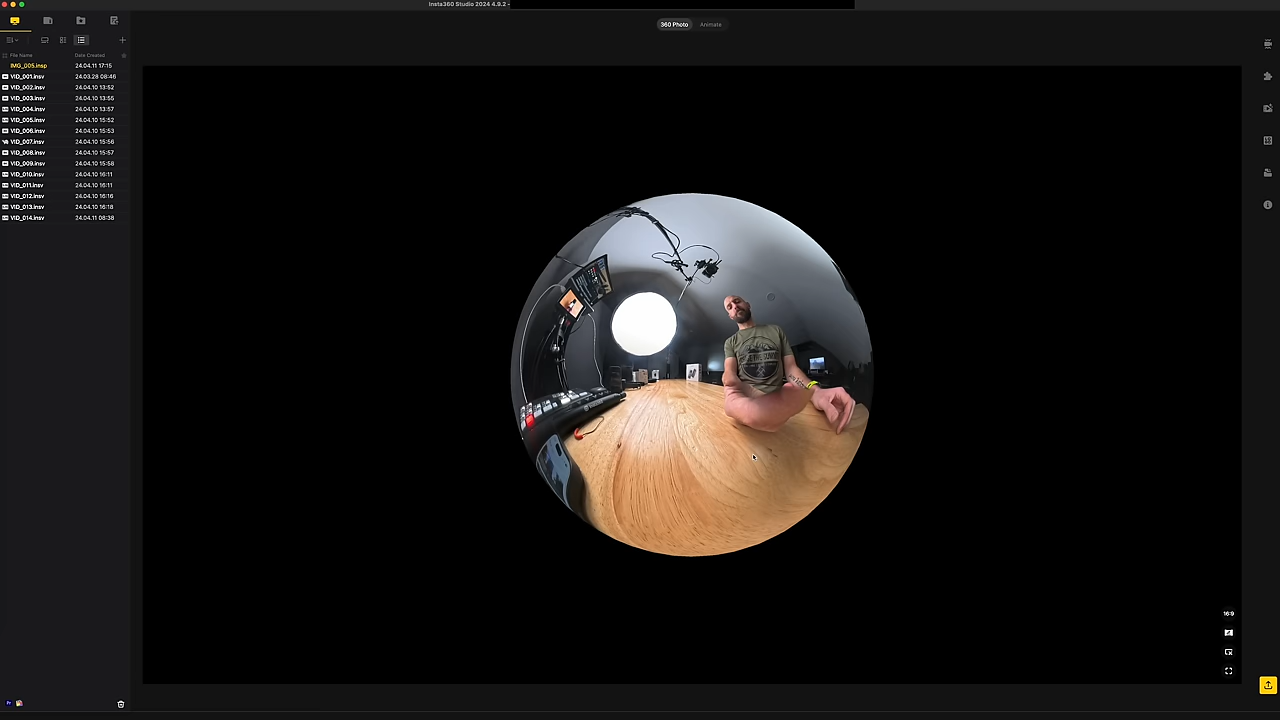 Insta360 Studio 2024 4.9.2 -
360 Photo
Animate
File Name
Date Created
IMG_005.insp 24.04.11 17:15
VID_001.insv 24.03.28 08:46
VID_002.insv 24.04.10 13:52
VID_003.insv 24.04.10 13:55
VID_004.insv 24.04.10 13:57
VID_005.insv 24.04.10 15:52
VID_006.insv 24.04.10 15:53
VID_007.insv 24.04.10 15:56
VID_008.insv 24.04.10 15:57
VID_009.insv 24.04.10 15:58
VID_010.insv 24.04.10 16:11
VID_011.insv 24.04.10 16:11
VID_012.insv 24.04.10 16:16
VID_013.insv 24.04.10 16:18
VID_014.insv 24.04.11 08:38
16:9
Pr